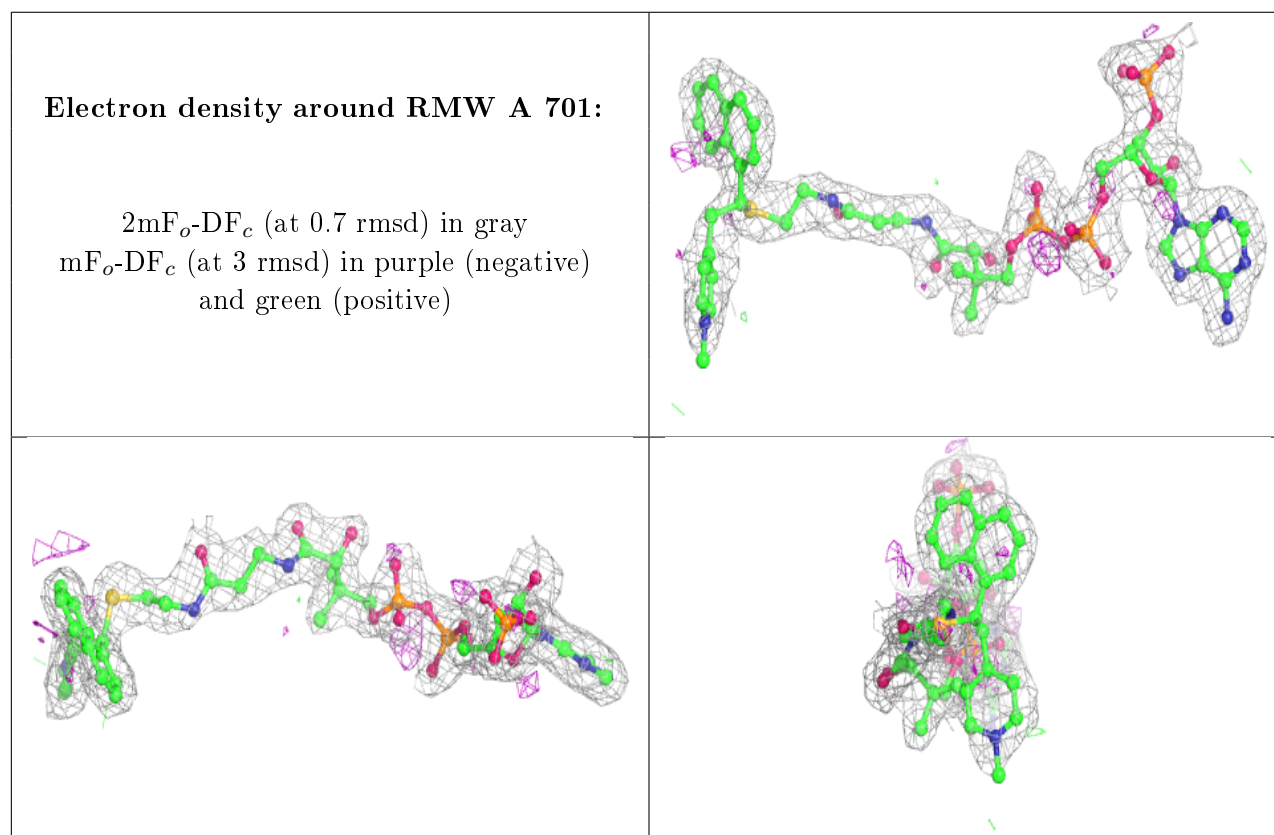 Electron density around RMW A 701:
2mFₒ-DF𝒸 (at 0.7 rmsd) in gray
mFₒ-DF𝒸 (at 3 rmsd) in purple (negative)
and green (positive)